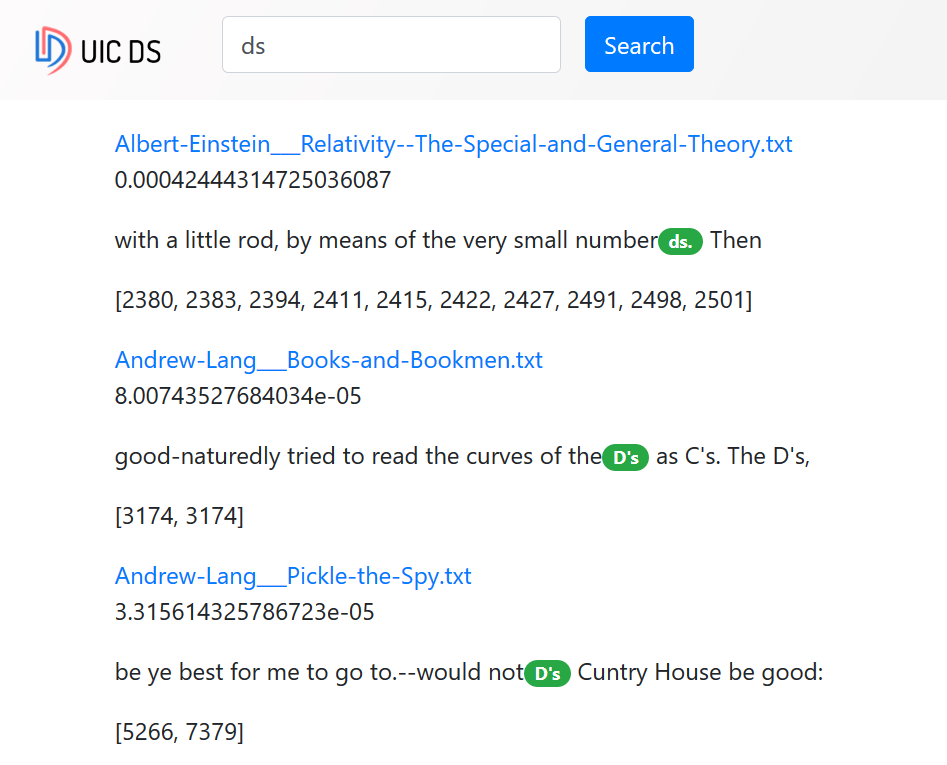 UIC DS
ds
Search
Albert-Einstein___Relativity--The-Special-and-General-Theory.txt
0.00042444314725036087
with a little rod, by means of the very small number ds. Then
[2380, 2383, 2394, 2411, 2415, 2422, 2427, 2491, 2498, 2501]
Andrew-Lang___Books-and-Bookmen.txt
8.00743527684034e-05
good-naturedly tried to read the curves of the D's as C's. The D's,
[3174, 3174]
Andrew-Lang___Pickle-the-Spy.txt
3.315614325786723e-05
be ye best for me to go to.--would not D's Cuntry House be good:
[5266, 7379]